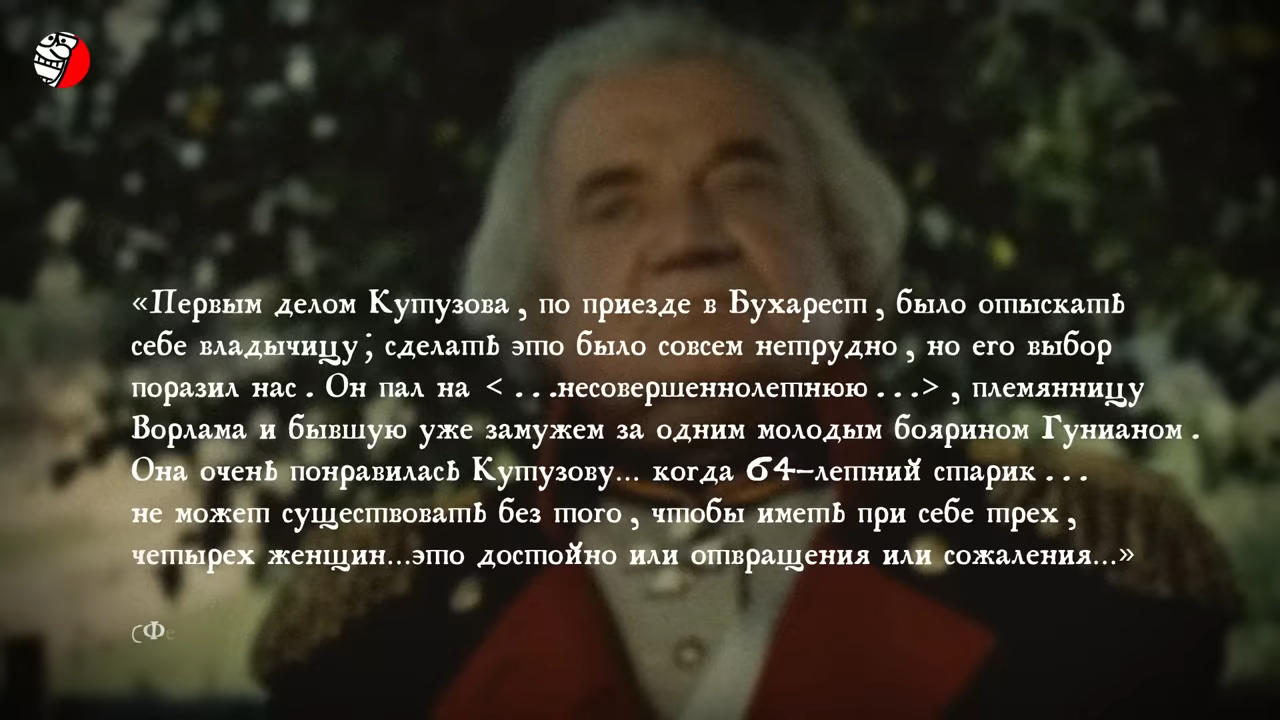 «Первым делом Кутузова , по приезде в Бухарест , было отыскать
себе владычицу ; сделать это было совсем нетрудно , но его выбор
поразил нас . Он пал на < . . .несовершеннолетнюю . . .> , племянницу
Ворлама и бывшую уже замужем за одним молодым боярином Гунианом .
Она очень понравилась Кутузову... когда 64-летний старик . . .
не может существовать без того , чтобы иметь при себе трех ,
четырех женщин...это достойно или отвращения или сожаления...»
(Фе